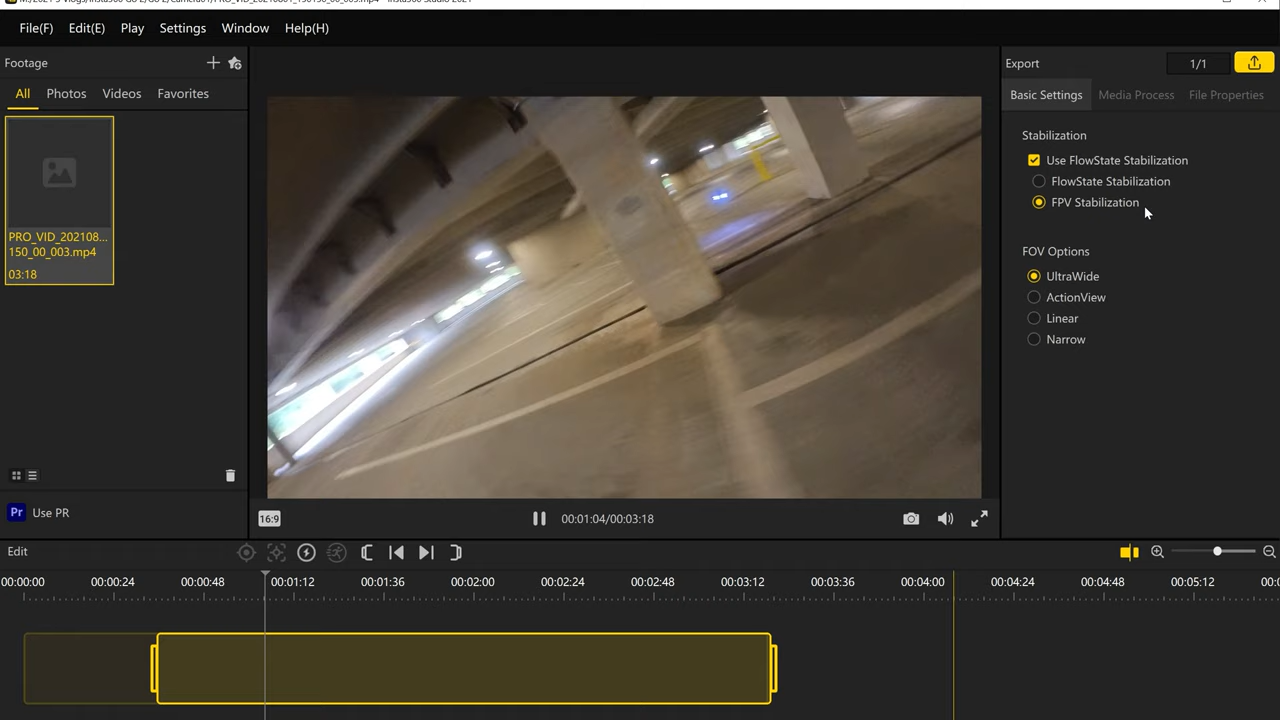 File(F) Edit(E) Play Settings Window Help(H)
Footage
All Photos Videos Favorites
PRO_VID_202108...
150_00_003.mp4
03:18
Pr Use PR
16:9
00:01:04/00:03:18
Export 1/1
Basic Settings Media Process File Properties
Stabilization
Use FlowState Stabilization
FlowState Stabilization
FPV Stabilization
FOV Options
UltraWide
ActionView
Linear
Narrow
Edit
00:00:00 00:00:24 00:00:48 00:01:12 00:01:36 00:02:00 00:02:24 00:02:48 00:03:12 00:03:36 00:04:00 00:04:24 00:04:48 00:05:12